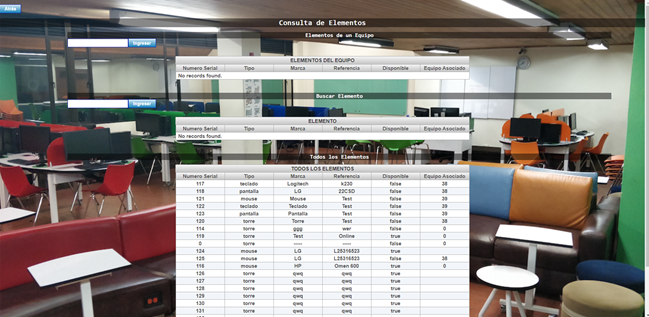 Atrás
Consulta de Elementos
Elementos de un Equipo
Ingresar
ELEMENTOS DEL EQUIPO
Numero Serial Tipo Marca Referencia Disponible Equipo Asociado
No records found.
Buscar Elemento
Ingresar
ELEMENTO
Numero Serial Tipo Marca Referencia Disponible Equipo Asociado
No records found.
Todos los Elementos
TODOS LOS ELEMENTOS
Numero Serial Tipo Marca Referencia Disponible Equipo Asociado
117 teclado Logitech k230 false 38
118 pantalla LG 22CSD false 38
121 mouse Mouse Test false 39
122 teclado Teclado Test false 39
123 pantalla Pantalla Test false 39
120 torre Torre Test false 38
114 torre ggg wer false 0
119 torre Test Online true 0
0 torre ----- ----- false 0
124 mouse LG L25316523 true
125 mouse LG L25316523 false 38
116 mouse HP Omen 600 true 0
126 torre qwq qwq true
127 torre qwq qwq true
128 torre qwq qwq true
129 torre qwq qwq true
130 torre qwq qwq true
131 torre qwq qwq true